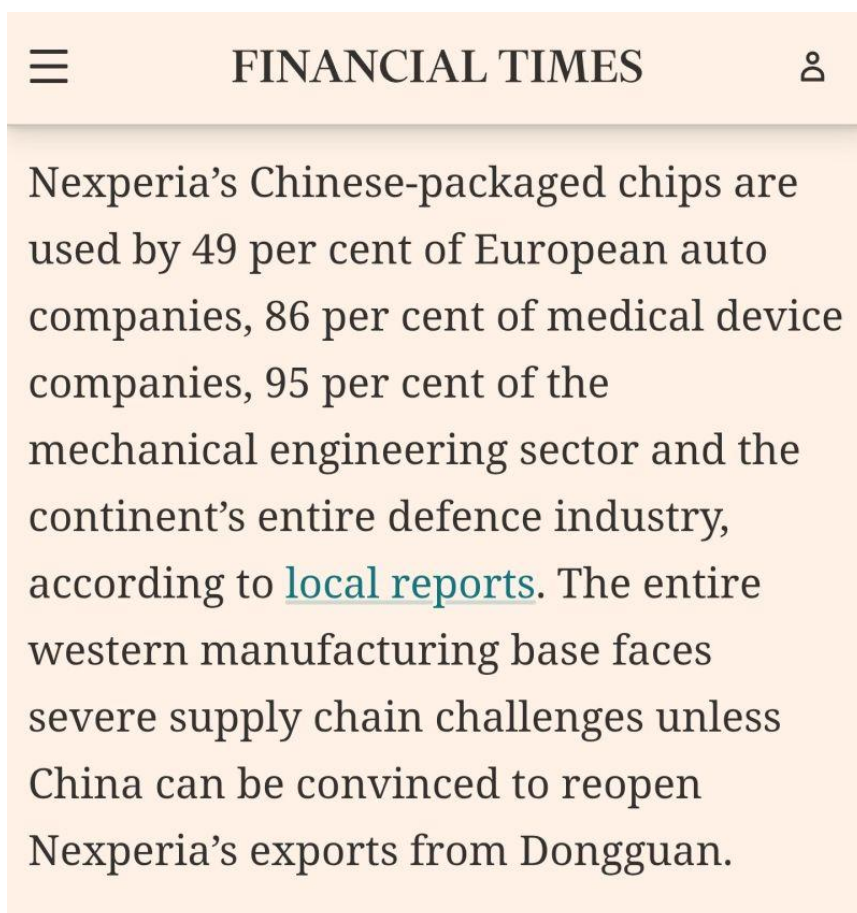 FINANCIAL TIMES
Nexperia’s Chinese-packaged chips are
used by 49 per cent of European auto
companies, 86 per cent of medical device
companies, 95 per cent of the
mechanical engineering sector and the
continent’s entire defence industry,
according to local reports. The entire
western manufacturing base faces
severe supply chain challenges unless
China can be convinced to reopen
Nexperia’s exports from Dongguan.